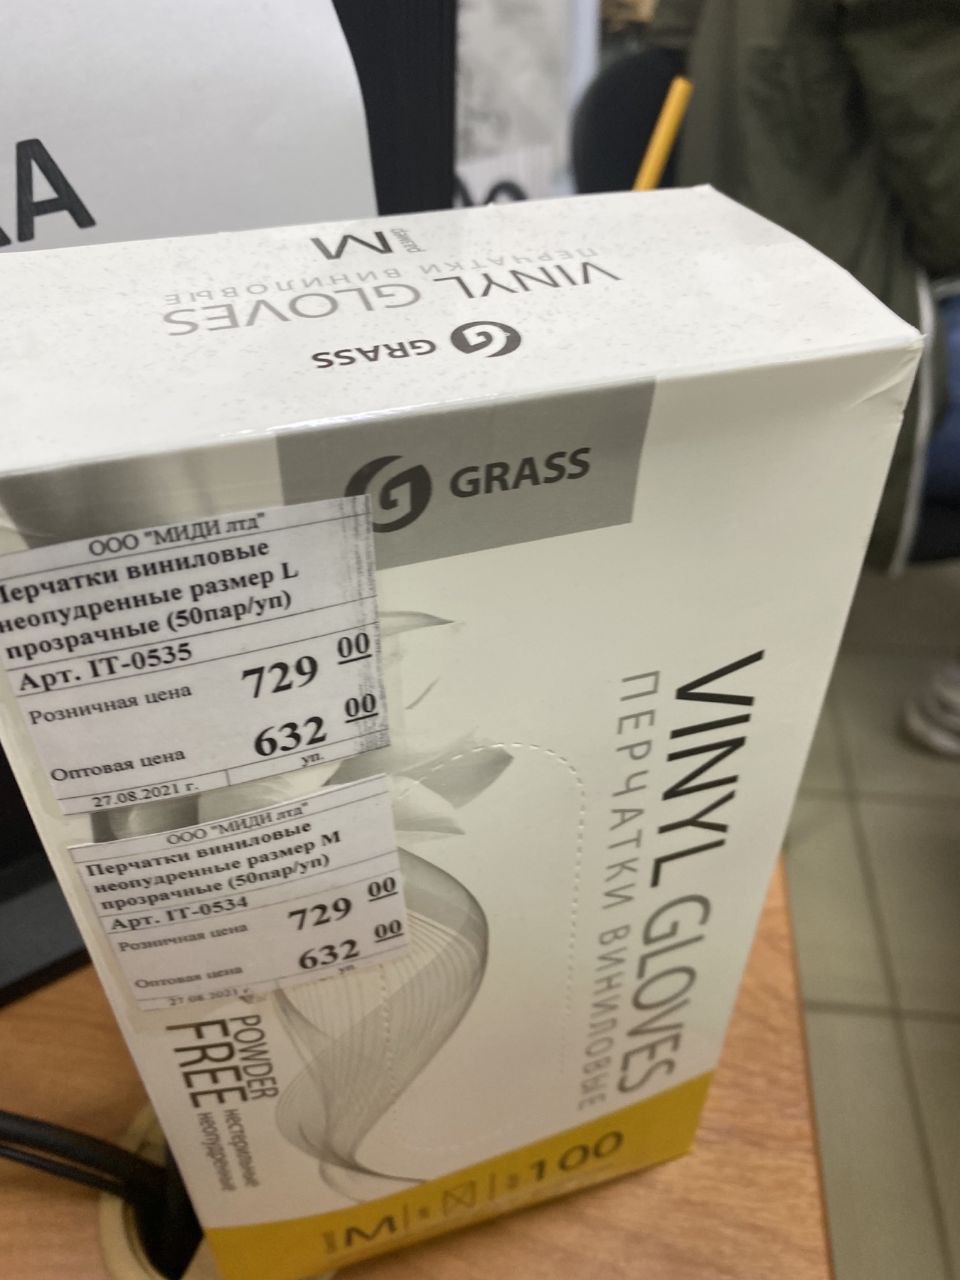 M
размер
ПЕРЧАТКИ ВИНИЛОВЫЕ
VINYL GLOVES
GRASS
GRASS
ООО "МИДИ лтд"
Перчатки виниловые
неопудренные размер L
прозрачные (50пар/уп)
Арт. IT-0535
Розничная цена 729 00
Оптовая цена 632 00
уп.
27.08.2021 г.
ООО "МИДИ лтд"
Перчатки виниловые
неопудренные размер M
прозрачные (50пар/уп)
Арт. IT-0534
Розничная цена 729 00
Оптовая цена 632 00
уп.
27.08.2021 г.
VINYL GLOVES
ПЕРЧАТКИ ВИНИЛОВЫЕ
POWDER
FREE
нестерильные
неопудренные
M 100